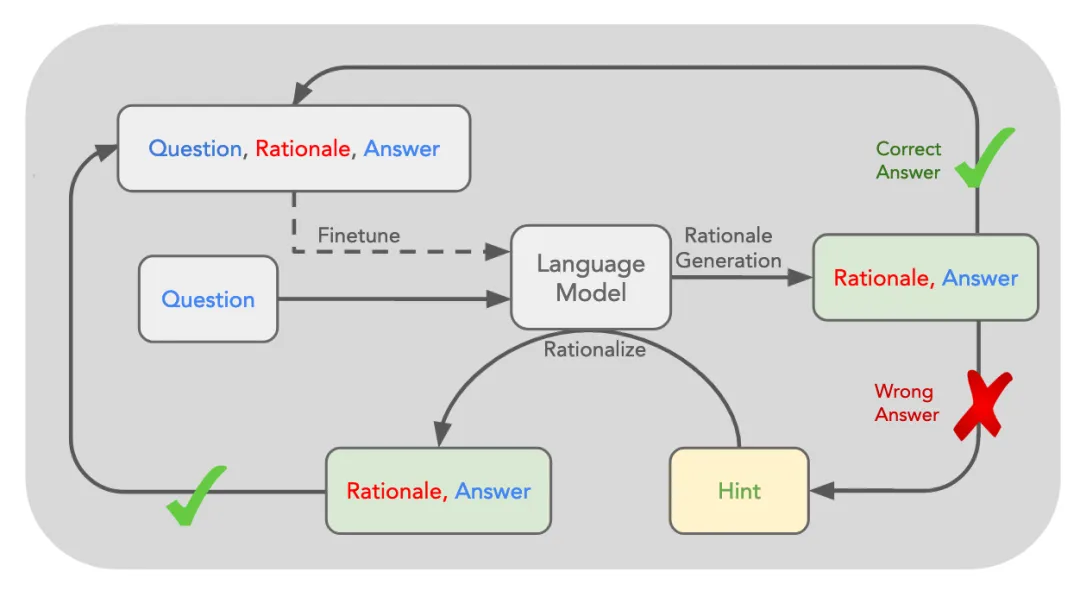 Question, Rationale, Answer
Correct
Answer
Finetune
Rationale
Generation
Language
Model
Question
Rationale, Answer
Rationalize
Wrong
Answer
Rationale, Answer
Hint